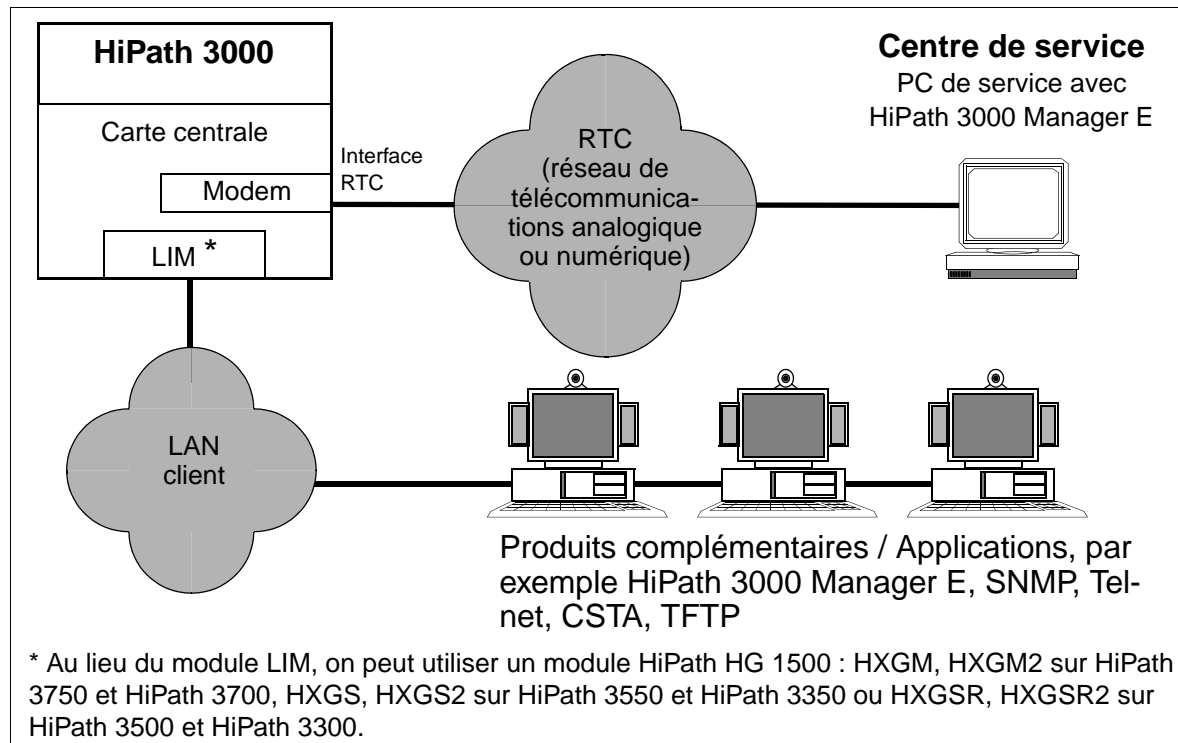 HiPath 3000
Carte centrale
Modem
LIM *
Interface
RTC
RTC
(réseau de
télécommunica-
tions analogique
ou numérique)
Centre de service
PC de service avec
HiPath 3000 Manager E
LAN
client
Produits complémentaires / Applications, par
exemple HiPath 3000 Manager E, SNMP, Tel-
net, CSTA, TFTP
* Au lieu du module LIM, on peut utiliser un module HiPath HG 1500 : HXGM, HXGM2 sur HiPath
3750 et HiPath 3700, HXGS, HXGS2 sur HiPath 3550 et HiPath 3350 ou HXGSR, HXGSR2 sur
HiPath 3500 et HiPath 3300.